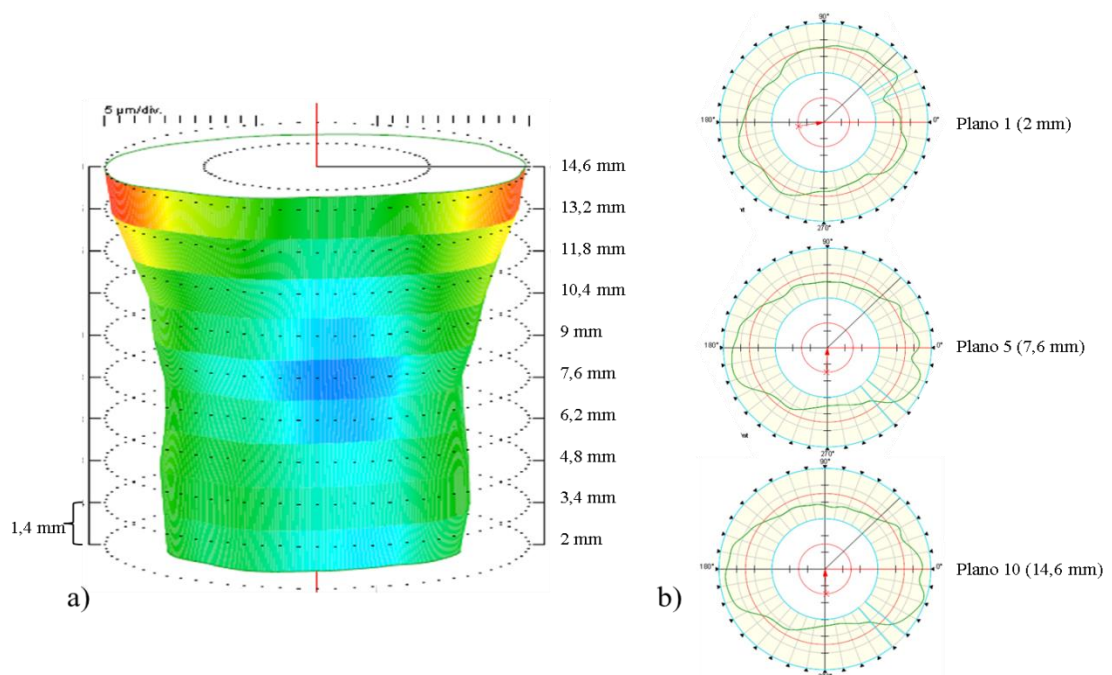 5 µm/div.
14,6 mm
13,2 mm
11,8 mm
10,4 mm
9 mm
7,6 mm
6,2 mm
4,8 mm
3,4 mm
2 mm
1,4 mm
a)
90°
180°
0°
270°
Plano 1 (2 mm)
90°
180°
0°
270°
Plano 5 (7,6 mm)
90°
180°
0°
Plano 10 (14,6 mm)
b)